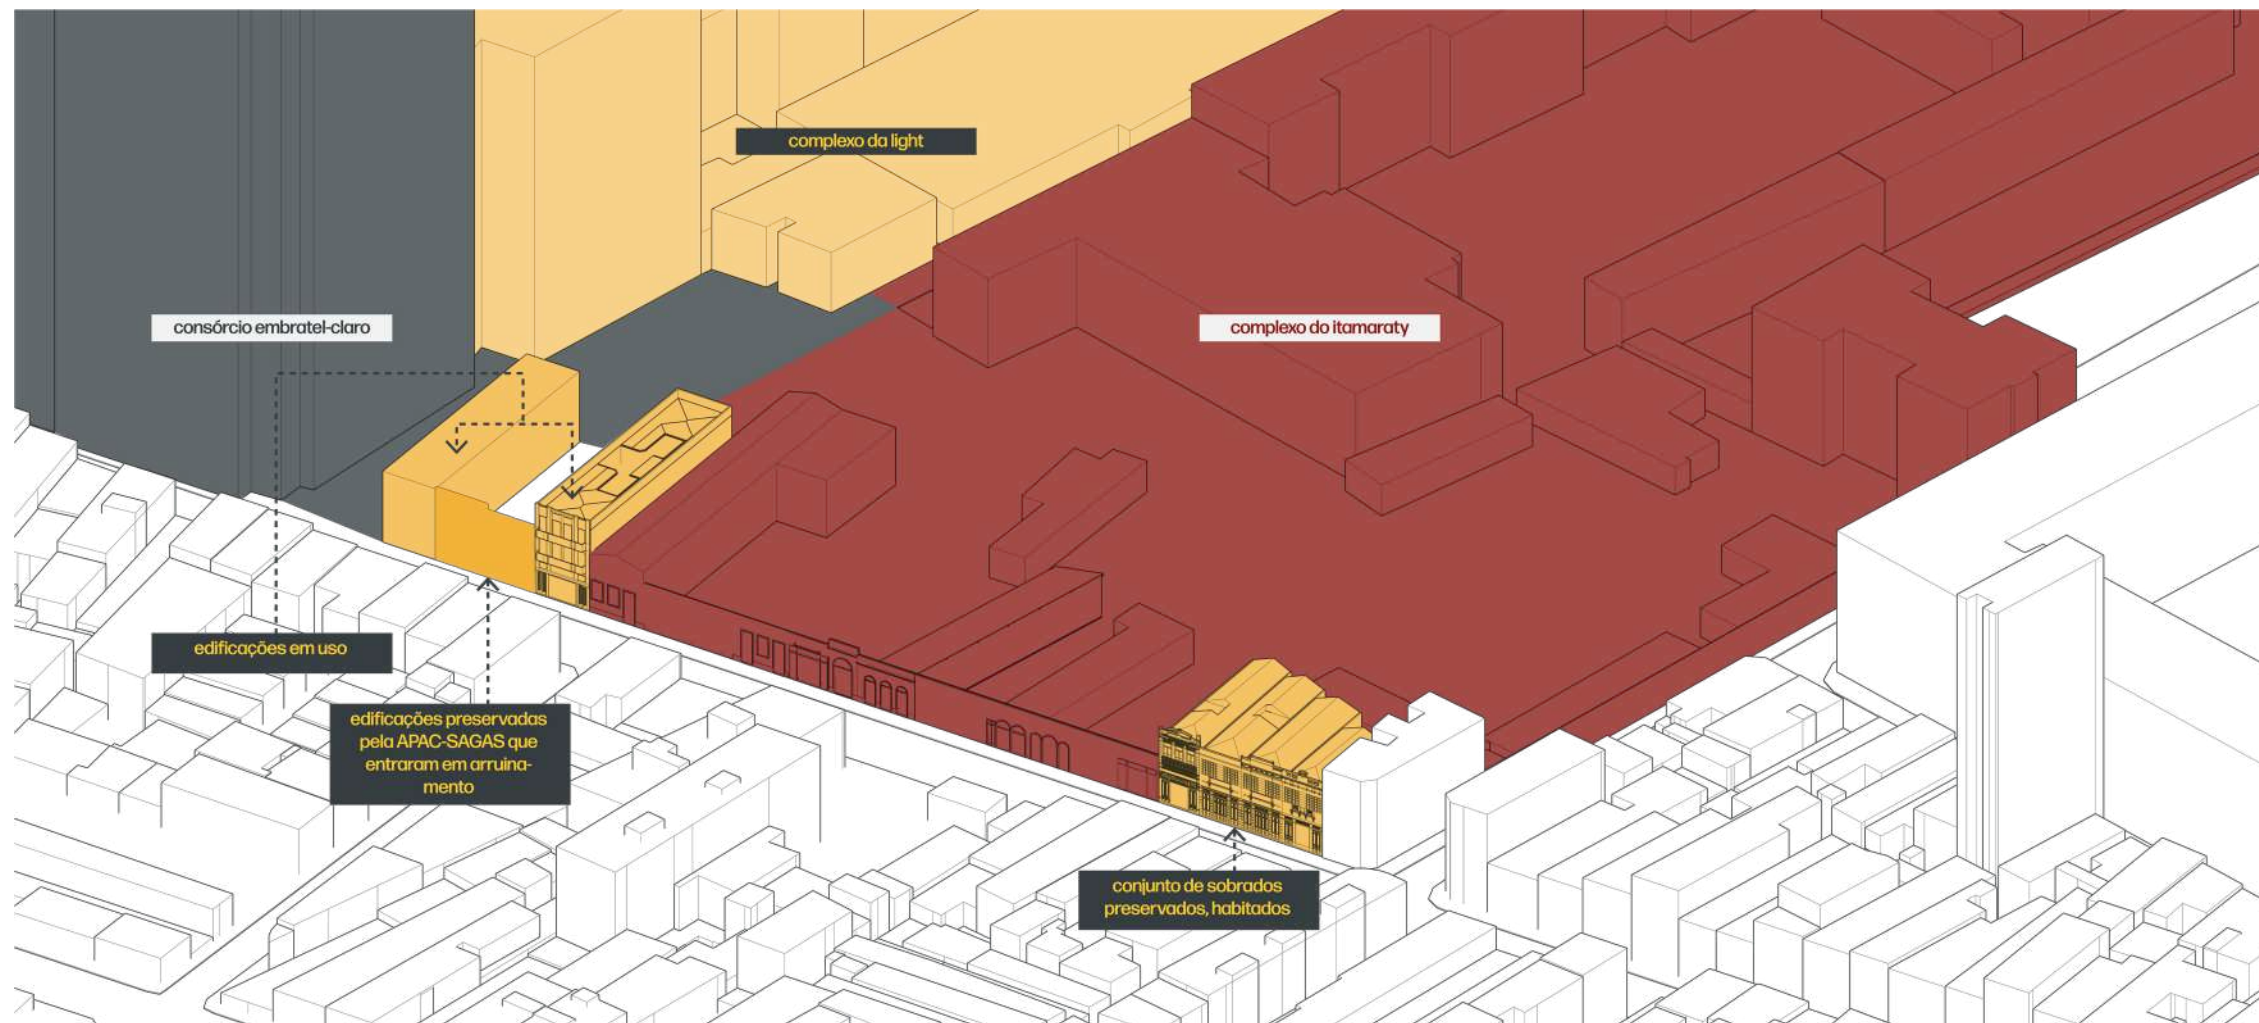 complexo da light
consórcio embratel-claro
complexo do itamaraty
edificações em uso
edificações preservadas
pela APAC-SAGAS que
entraram em arruina-
mento
conjunto de sobrados
preservados, habitados